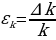 ε_k = Δk / k